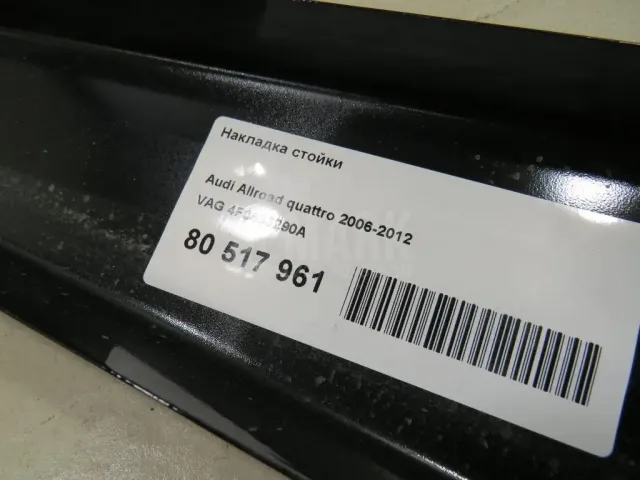 Накладка стойки
Audi Allroad quattro 2006-2012
VAG
80 517 961